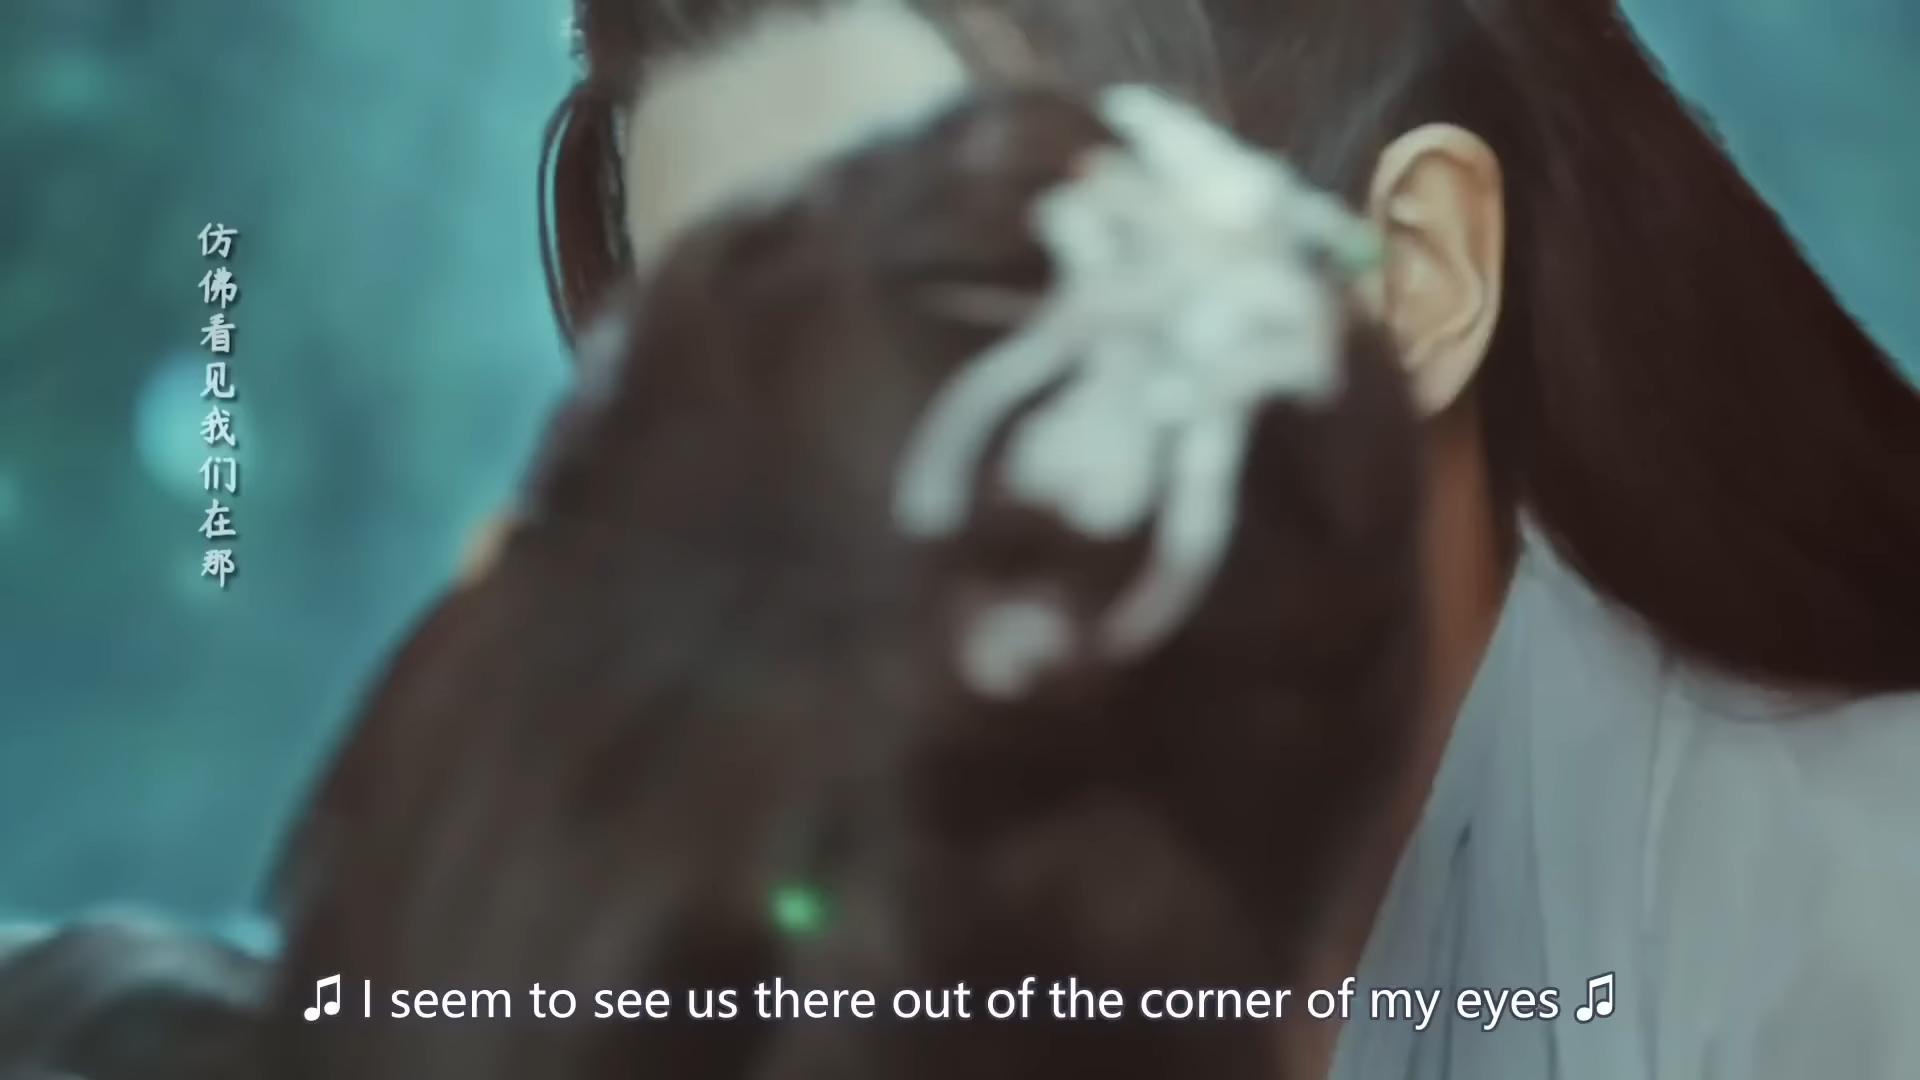 仿佛看见我们在那
♫ I seem to see us there out of the corner of my eyes ♫